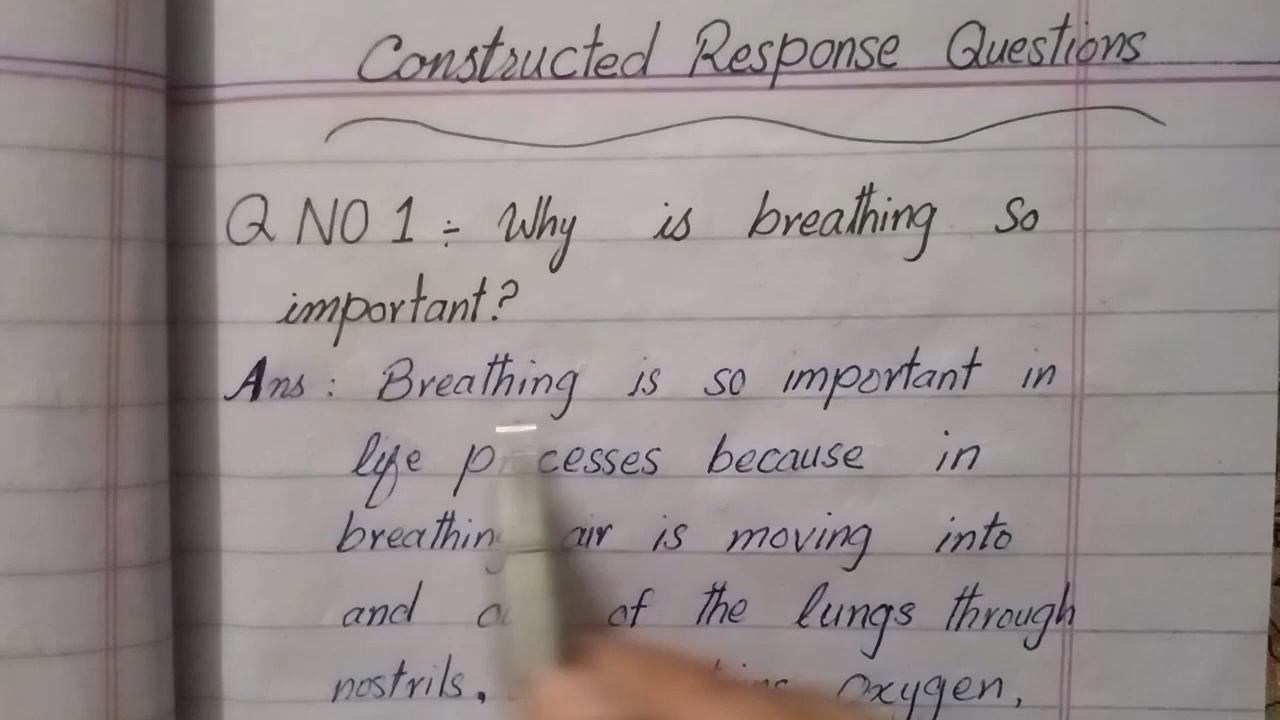 Constructed Response Questions
Q NO 1 ÷ Why is breathing so
important?
Ans : Breathing is so important in
life cesses because in
breathing air is moving into
and of the lungs through
nostrils, oxygen,